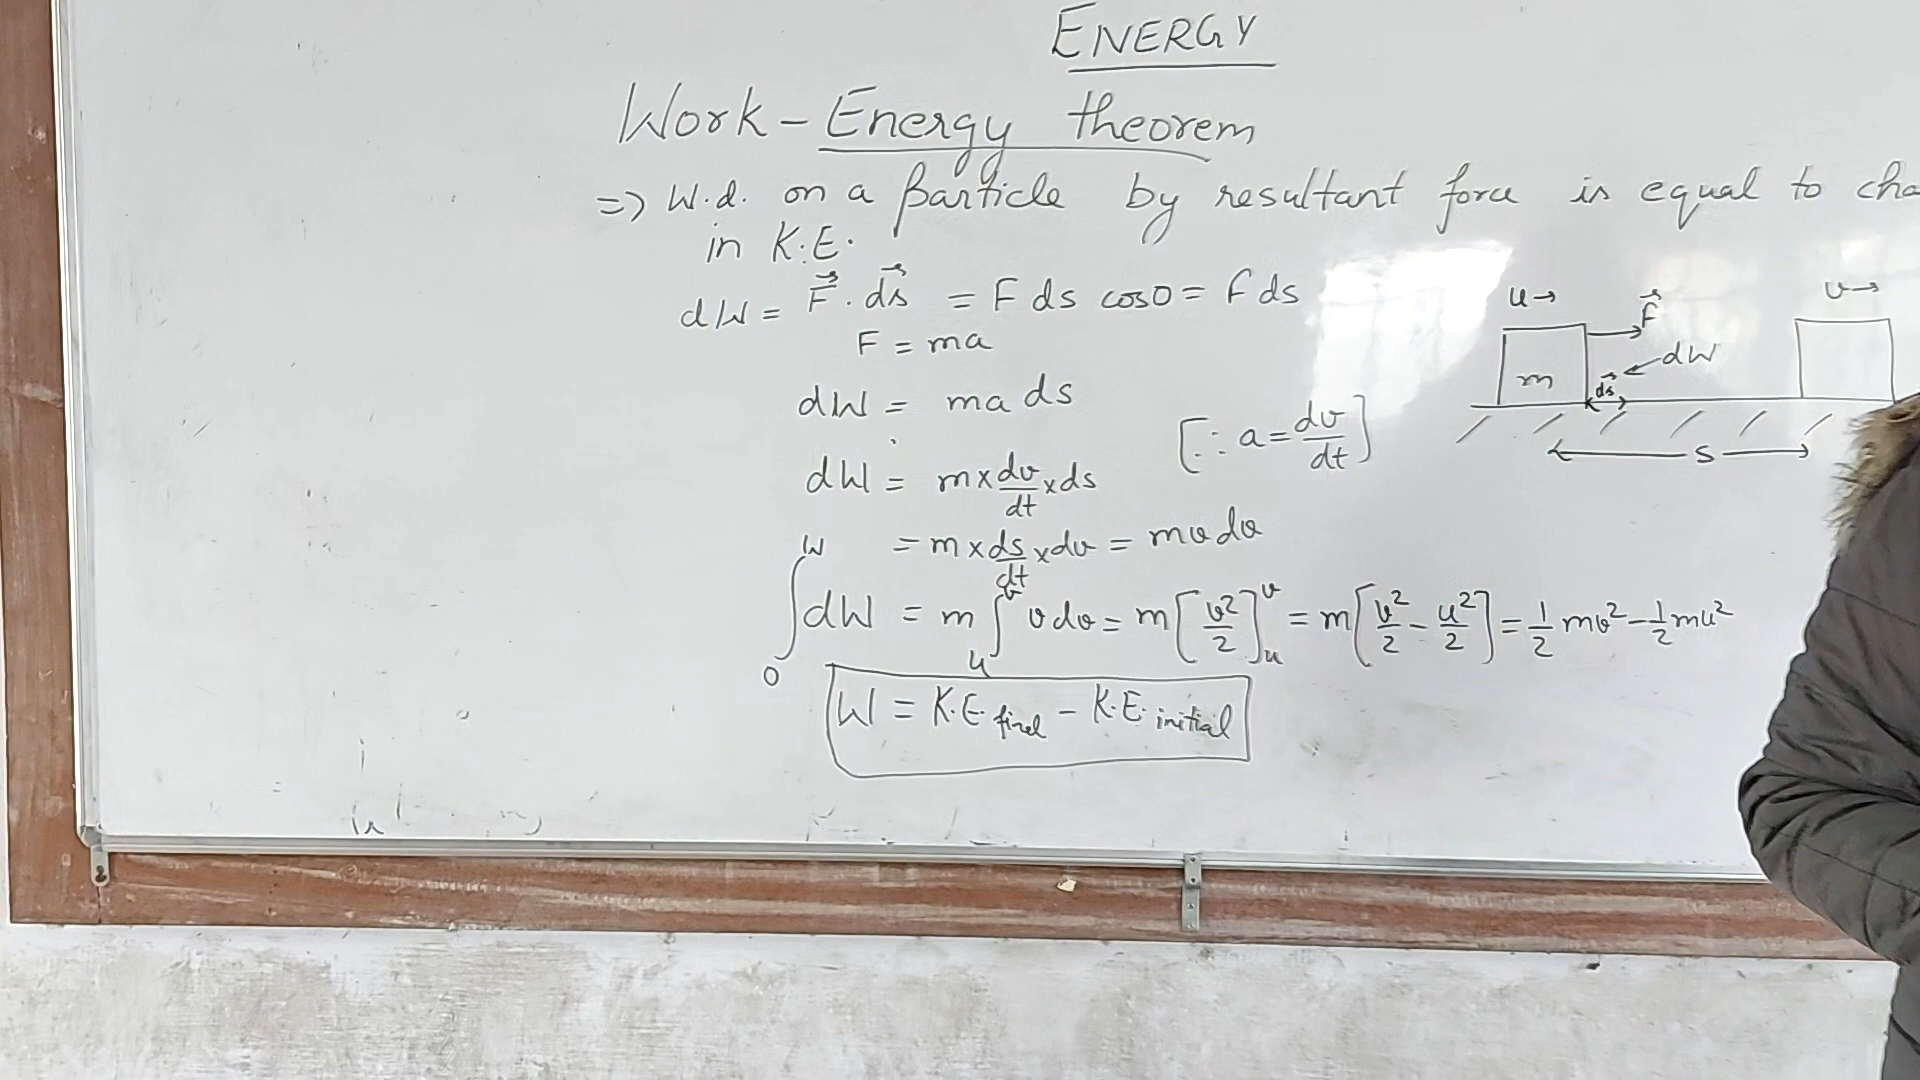 ENERGY
Work-Energy theorem
=> W.d. on a particle by resultant force is equal to cha
in K.E.
dW = F⃗ . ds⃗ = F ds cos0 = F ds
F = ma
dW = ma ds
dW = m × dv/dt × ds [∵ a = dv/dt]
= m × ds/dt × dv = mv dv
∫₀ᵂ dW = m ∫ᵤᵛ v dv = m [v²/2]ᵤᵛ = m [v²/2 - u²/2] = 1/2 mv² - 1/2 mu²
W = K.E. final - K.E. initial
u→ v→
F⃗
dW
m
ds⃗
s